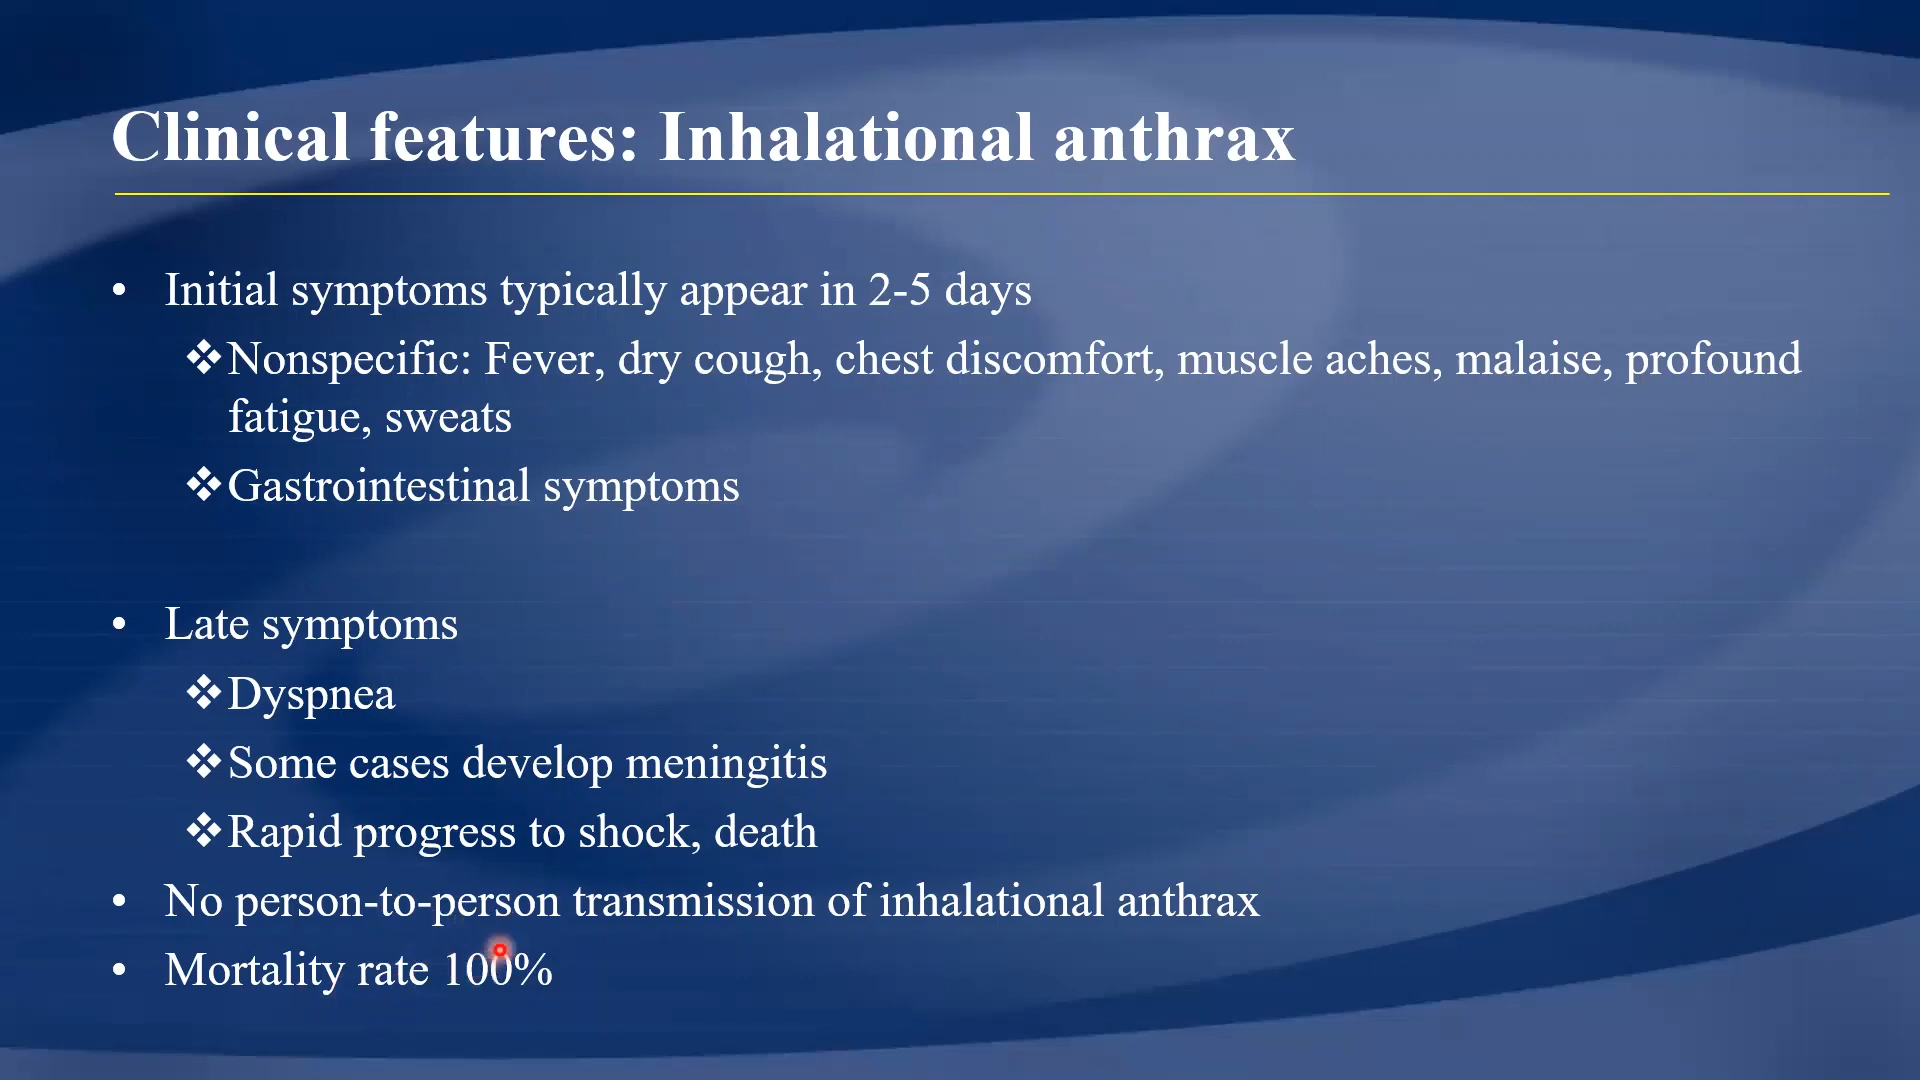 Clinical features: Inhalational anthrax
• Initial symptoms typically appear in 2-5 days
❖Nonspecific: Fever, dry cough, chest discomfort, muscle aches, malaise, profound
fatigue, sweats
❖Gastrointestinal symptoms
• Late symptoms
❖Dyspnea
❖Some cases develop meningitis
❖Rapid progress to shock, death
• No person-to-person transmission of inhalational anthrax
• Mortality rate 100%